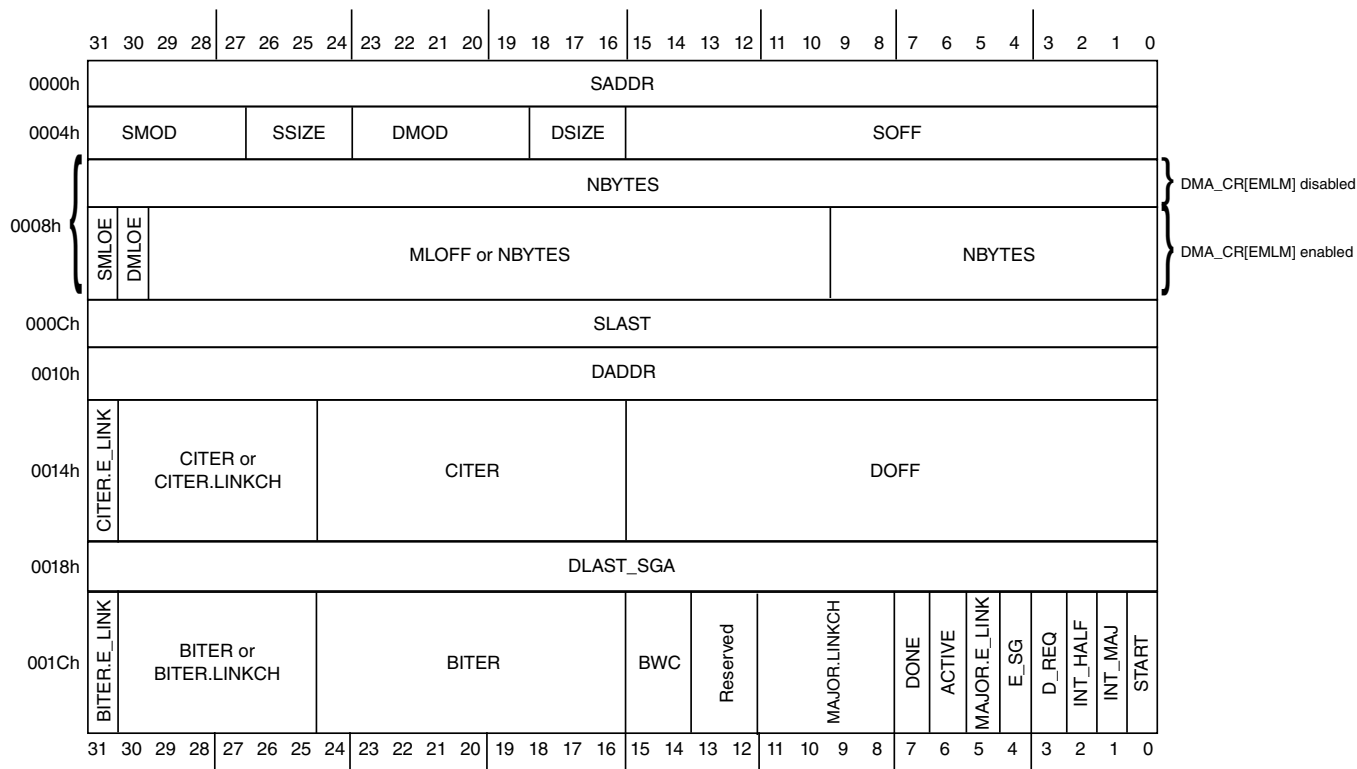 31 30 29 28 27 26 25 24 23 22 21 20 19 18 17 16 15 14 13 12 11 10 9 8 7 6 5 4 3 2 1 0
0000h SADDR
0004h SMOD SSIZE DMOD DSIZE SOFF
NBYTES DMA_CR[EMLM] disabled
0008h
SMLOE DMLOE MLOFF or NBYTES NBYTES DMA_CR[EMLM] enabled
000Ch SLAST
0010h DADDR
0014h CITER.E_LINK CITER or
CITER.LINKCH CITER DOFF
0018h DLAST_SGA
001Ch BITER.E_LINK BITER or
BITER.LINKCH BITER BWC Reserved MAJOR.LINKCH DONE ACTIVE MAJOR.E_LINK E_SG D_REQ INT_HALF INT_MAJ START
31 30 29 28 27 26 25 24 23 22 21 20 19 18 17 16 15 14 13 12 11 10 9 8 7 6 5 4 3 2 1 0